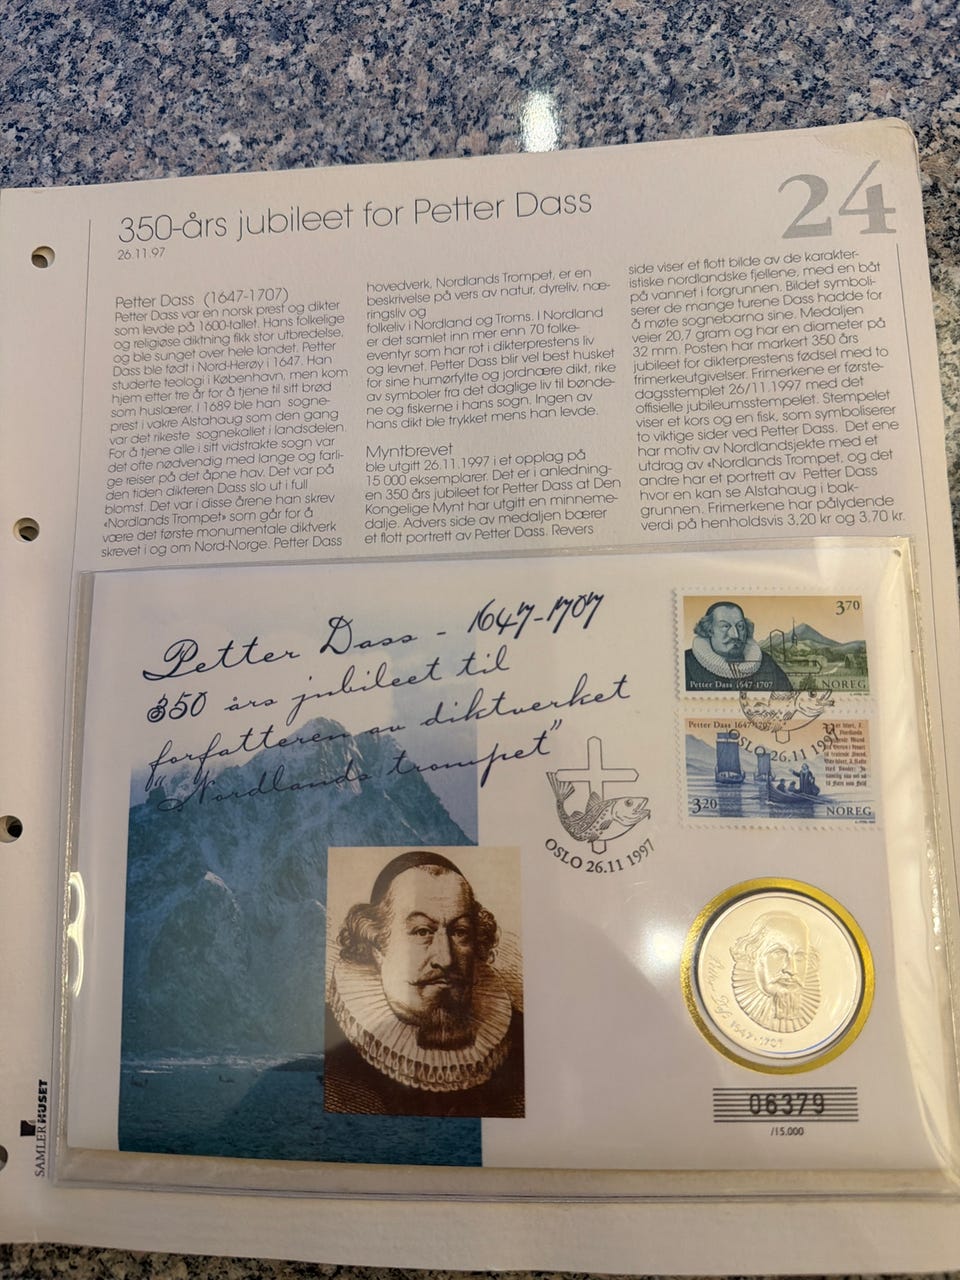 350-års jubileet for Petter Dass
26.11.97
24
Petter Dass (1647-1707)
Petter Dass var en norsk prest og dikter
som levde på 1600-tallet. Hans folkelige
og religiøse diktning fikk stor utbredelse,
og ble sunget over hele landet. Petter
Dass ble født i Nord-Herøy i 1647. Han
studerte teologi i København, men kom
hjem etter tre år for å tjene til sitt brød
som huslærer. I 1689 ble han sogne-
prest i vakre Alstahaug som den gang
var det rikeste sognekallet i landsdelen.
For å tjene alle i sitt vidstrakte sogn var
det ofte nødvendig med lange og farli-
ge reiser på det åpne hav. Det var på
den tiden dikteren Dass slo ut i full
blomst. Det var i disse årene han skrev
«Nordlands Trompet» som går for å
være det første monumentale diktverk
skrevet i og om Nord-Norge. Petter Dass
hovedverk, Nordlands Trompet, er en
beskrivelse på vers av natur, dyreliv, næ-
ringsliv og
folkeliv i Nordland og Troms. I Nordland
er det samlet inn mer enn 70 folke-
eventyr som har rot i dikterprestens liv
og levnet. Petter Dass blir vel best husket
for sine humørfylte og jordnære dikt, rike
av symboler fra det daglige liv til bønde-
ne og fiskerne i hans sogn. Ingen av
hans dikt ble trykket mens han levde.
Myntbrevet
ble utgitt 26.11.1997 i et opplag på
15 000 eksemplarer. Det er i anledning-
en 350 års jubileet for Petter Dass at Den
Kongelige Mynt har utgitt en minneme-
dalje. Advers side av medaljen bærer
et flott portrett av Petter Dass. Revers
side viser et flott bilde av de karakter-
istiske nordlandske fjellene, med en båt
på vannet i forgrunnen. Bildet symboli-
serer de mange turene Dass hadde for
å møte sognebarna sine. Medaljen
veier 20,7 gram og har en diameter på
32 mm. Posten har markert 350 års
jubileet for dikterprestens fødsel med to
frimerkeutgivelser. Frimerkene er første-
dagsstemplet 26/11.1997 med det
offisielle jubileumsstempelet. Stempelet
viser et kors og en fisk, som symboliserer
to viktige sider ved Petter Dass. Det ene
har motiv av Nordlandsjekte med et
utdrag av «Nordlands Trompet, og det
andre har et portrett av Petter Dass
hvor en kan se Alstahaug i bak-
grunnen. Frimerkene har pålydende
verdi på henholdsvis 3.20 kr og 3.70 kr.
Petter Dass - 1647-1707
350 års jubileet til
forfatteren av diktverket
"Nordlands trompet"
370
Petter Dass 1647-1707
NOREG
Petter Dass 1647-1707
3 20
NOREG
OSLO 26.11 1997
OSLO 26.11 1997
1647-1707
06379
/15.000
SAMLERHUSET